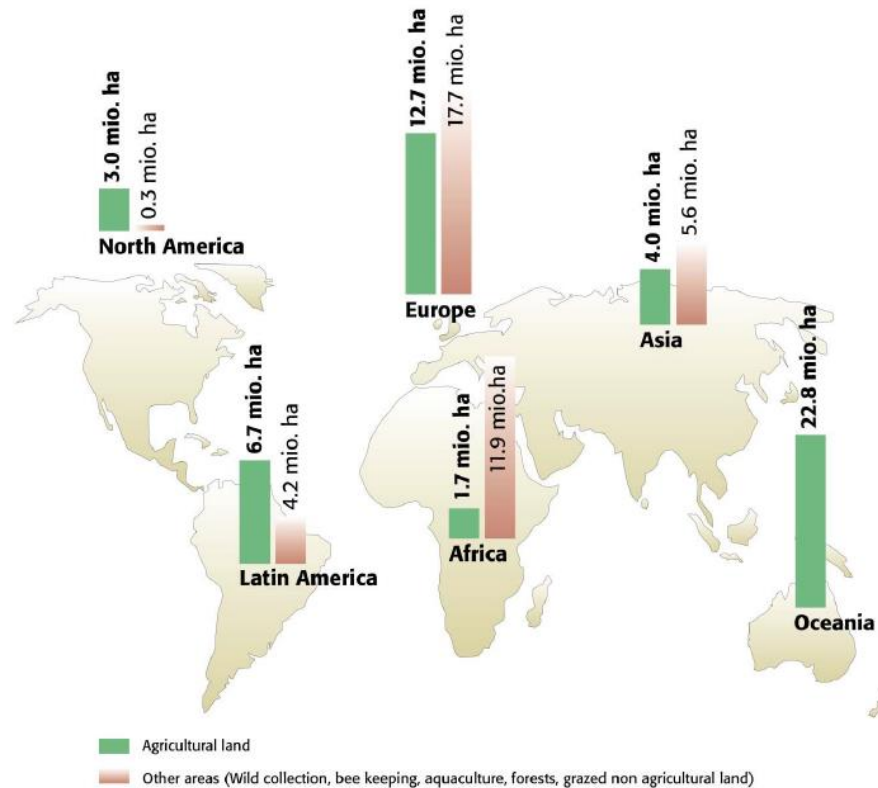 3.0 mio. ha
0.3 mio. ha
North America
12.7 mio. ha
17.7 mio. ha
Europe
4.0 mio. ha
5.6 mio. ha
Asia
6.7 mio. ha
4.2 mio. ha
Latin America
1.7 mio. ha
11.9 mio.ha
Africa
22.8 mio. ha
Oceania
Agricultural land
Other areas (Wild collection, bee keeping, aquaculture, forests, grazed non agricultural land)